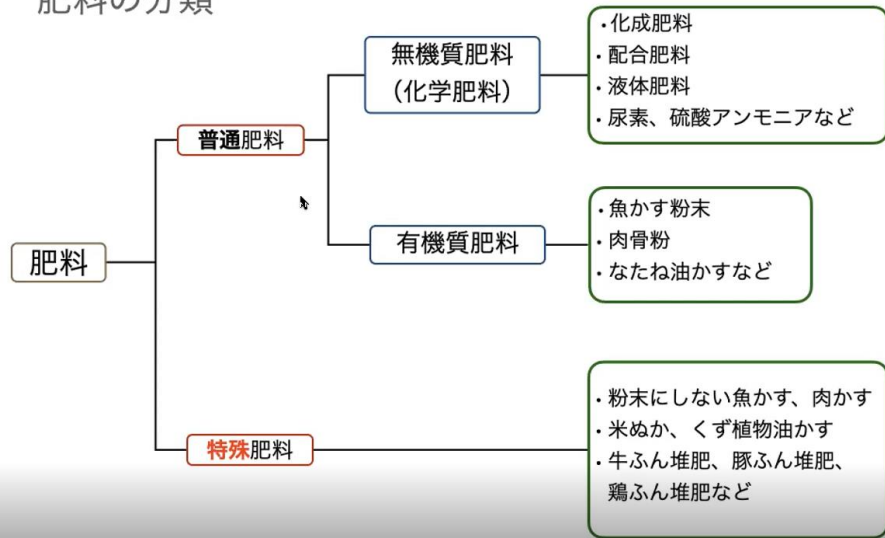 肥料の分類
無機質肥料
（化学肥料）
・化成肥料
・配合肥料
・液体肥料
・尿素、硫酸アンモニアなど
普通肥料
有機質肥料
・魚かす粉末
・肉骨粉
・なたね油かすなど
肥料
特殊肥料
・粉末にしない魚かす、肉かす
・米ぬか、くず植物油かす
・牛ふん堆肥、豚ふん堆肥、
鶏ふん堆肥など